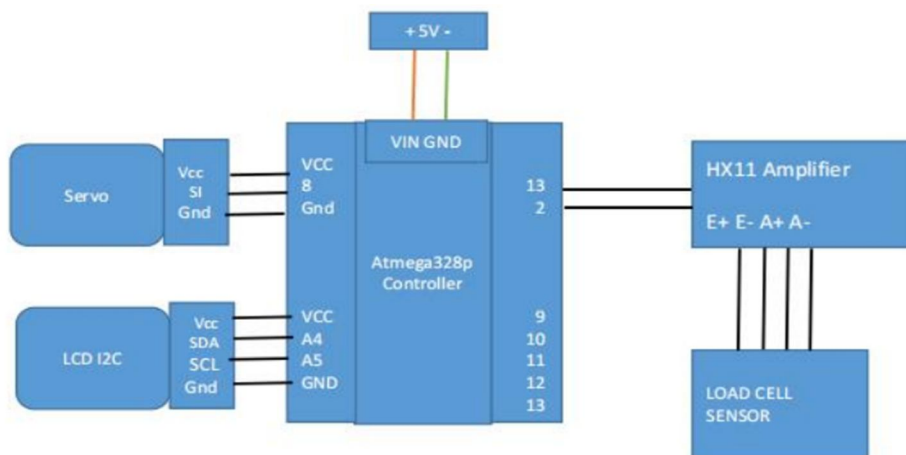 + 5V -
VIN GND
Servo
Vcc
SI
Gnd
VCC
8
Gnd
Atmega328p
Controller
13
2
HX11 Amplifier
E+ E- A+ A-
LCD I2C
Vcc
SDA
SCL
Gnd
VCC
A4
A5
GND
9
10
11
12
13
LOAD CELL
SENSOR